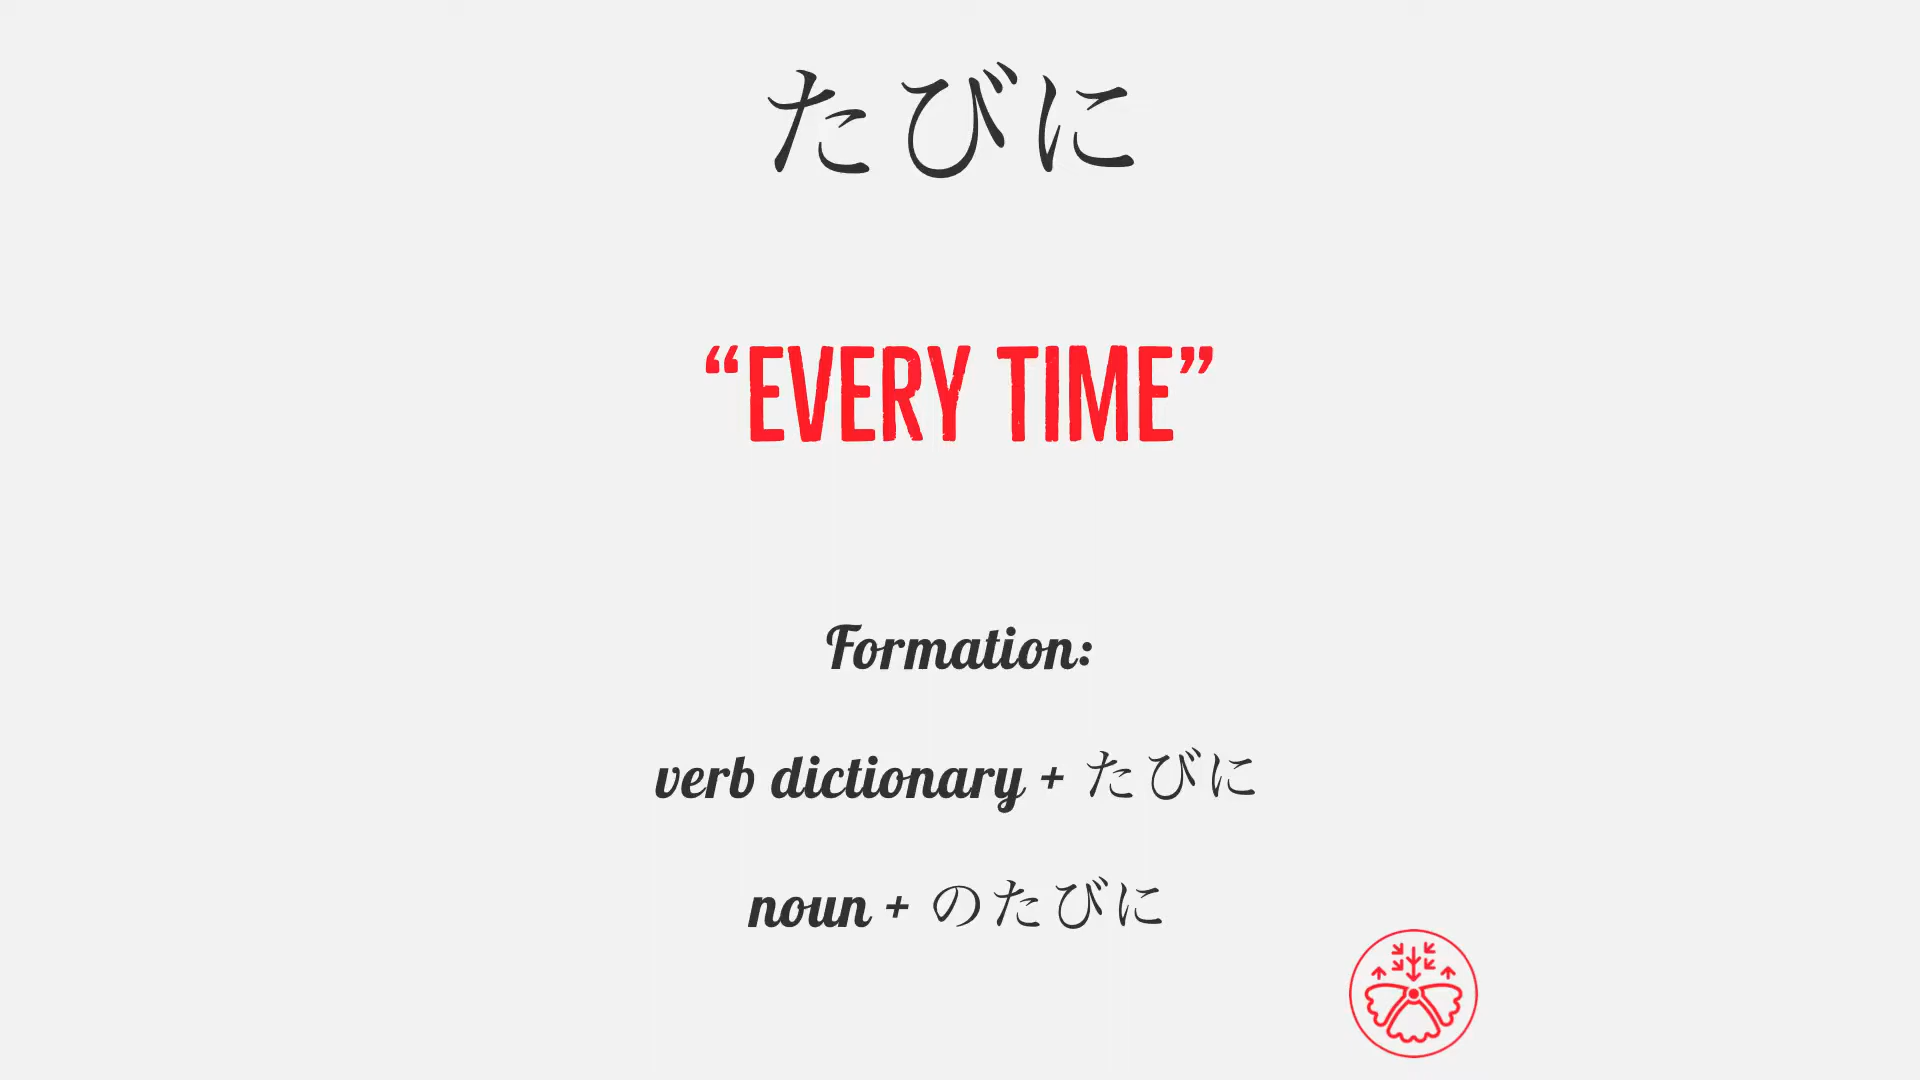 たびに
“EVERY TIME”
Formation:
verb dictionary + たびに
noun + のたびに